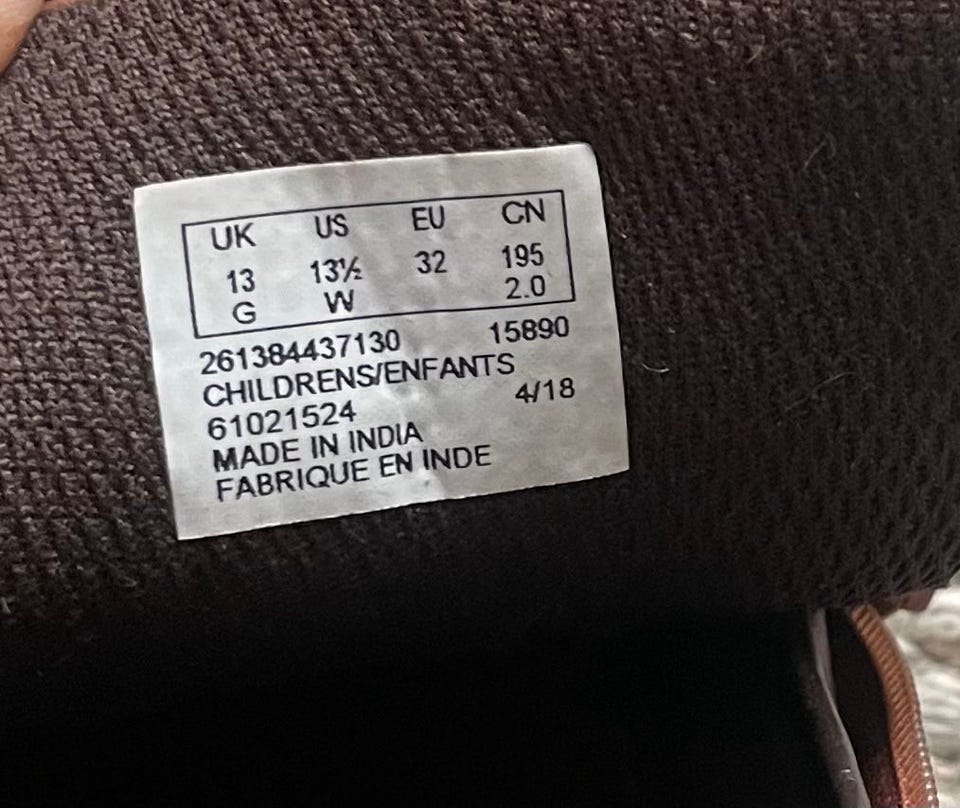 UK US EU CN
13 13½ 32 195
G W 2.0
261384437130 15890
CHILDRENS/ENFANTS
61021524 4/18
MADE IN INDIA
FABRIQUE EN INDE